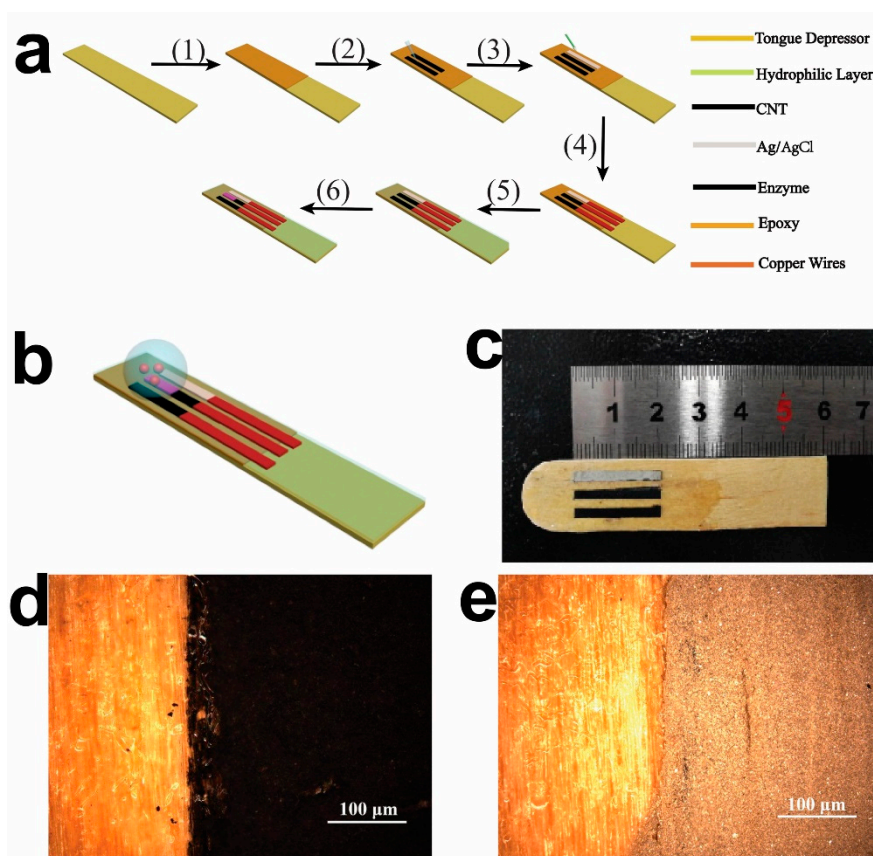 a
(1)
(2)
(3)
(4)
(5)
(6)
Tongue Depressor
Hydrophilic Layer
CNT
Ag/AgCl
Enzyme
Epoxy
Copper Wires
b
c
1 2 3 4 5 6 7
d
100 μm
e
100 μm